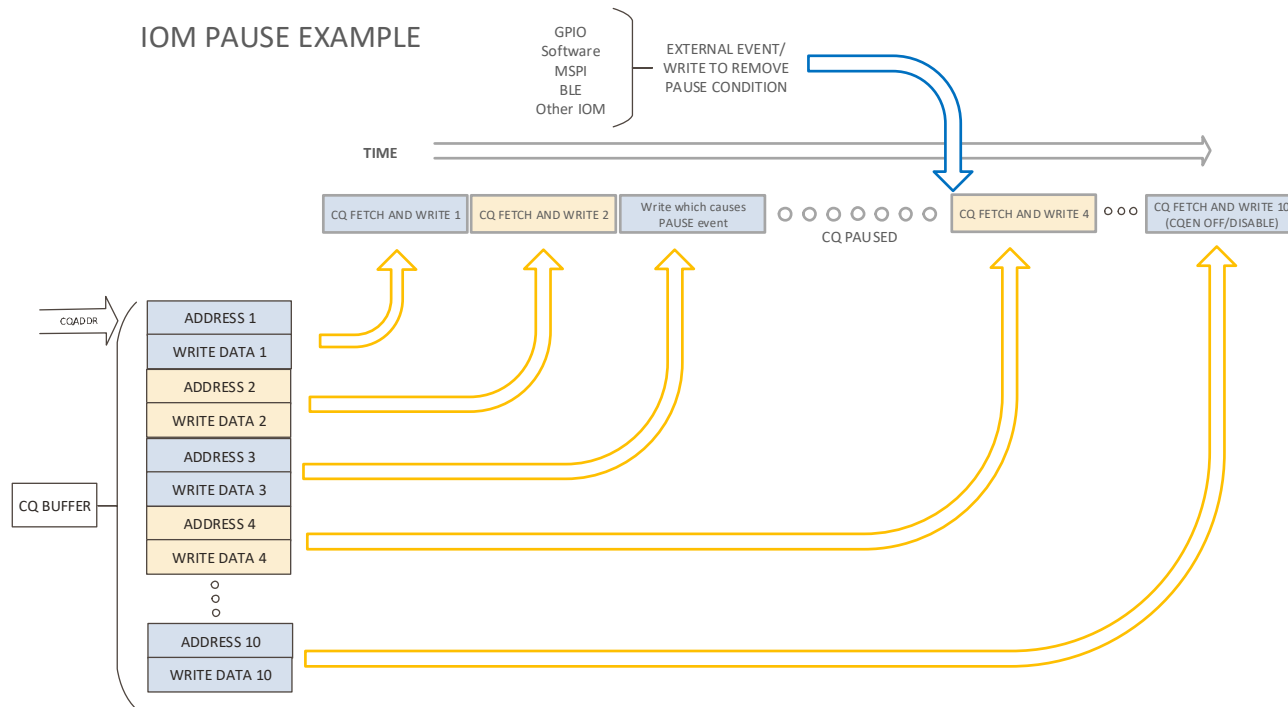 IOM PAUSE EXAMPLE
GPIO
Software
MSPI
BLE
Other IOM
EXTERNAL EVENT/
WRITE TO REMOVE
PAUSE CONDITION
TIME
CQ FETCH AND WRITE 1
CQ FETCH AND WRITE 2
Write which causes
PAUSE event
CQ PAUSED
CQ FETCH AND WRITE 4
CQ FETCH AND WRITE 10
(CQEN OFF/DISABLE)
CQADDR
ADDRESS 1
WRITE DATA 1
ADDRESS 2
WRITE DATA 2
ADDRESS 3
WRITE DATA 3
ADDRESS 4
WRITE DATA 4
ADDRESS 10
WRITE DATA 10
CQ BUFFER